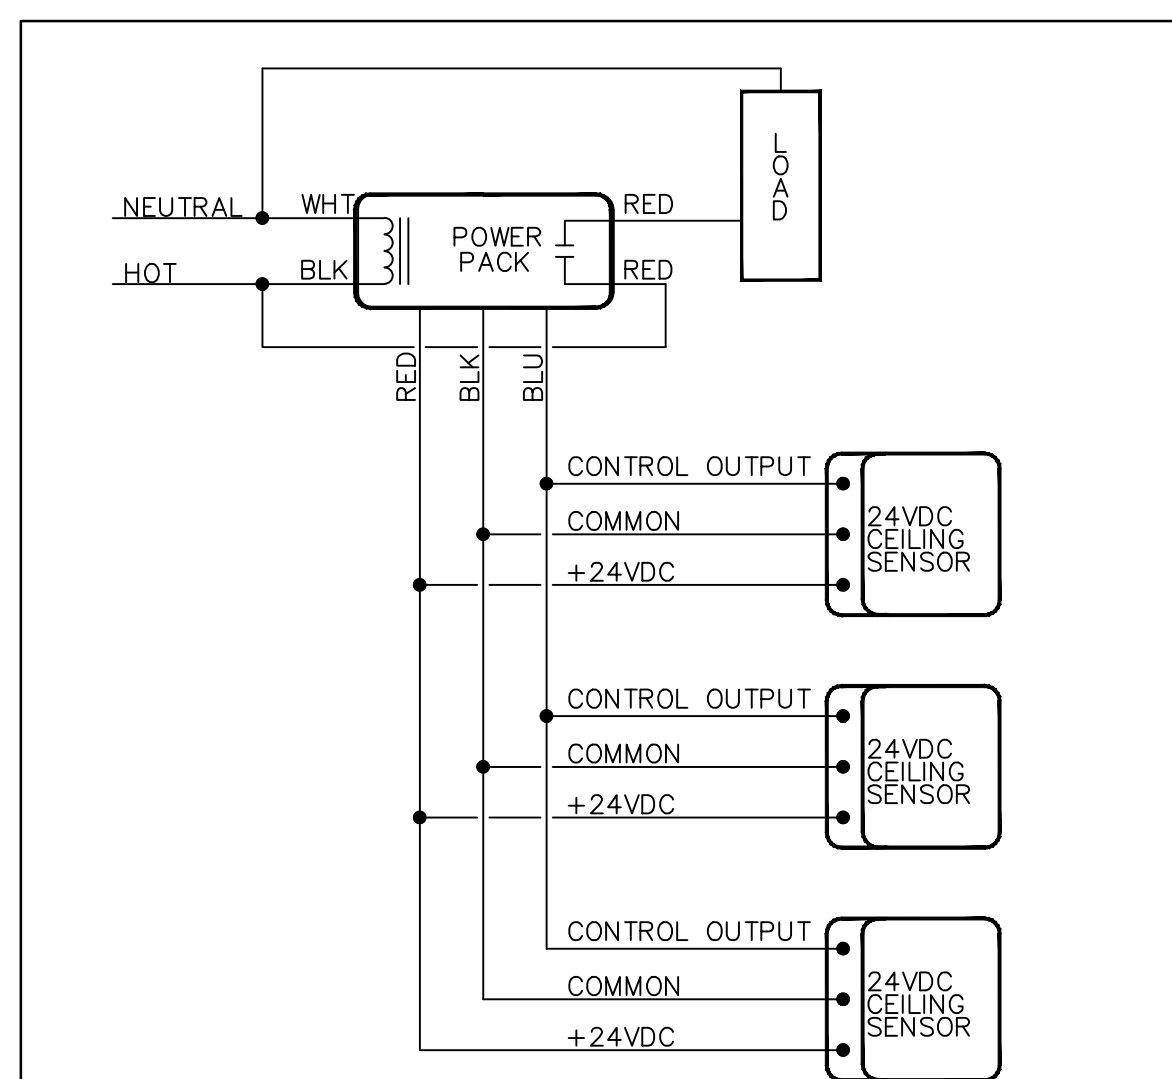 LOAD
NEUTRAL
WHT
RED
POWER
PACK
HOT
BLK
RED
RED
BLK
BLU
CONTROL OUTPUT
COMMON
+24VDC
24VDC
CEILING
SENSOR
CONTROL OUTPUT
COMMON
+24VDC
24VDC
CEILING
SENSOR
CONTROL OUTPUT
COMMON
+24VDC
24VDC
CEILING
SENSOR